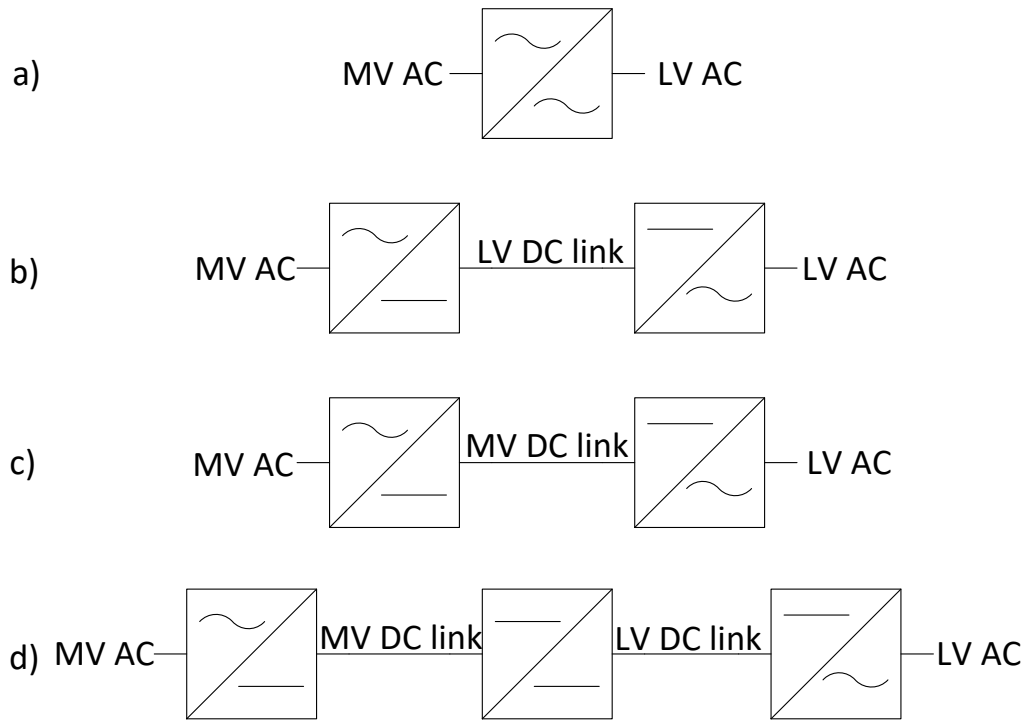 a) MV AC LV AC
b) MV AC LV DC link LV AC
c) MV AC MV DC link LV AC
d) MV AC MV DC link LV DC link LV AC